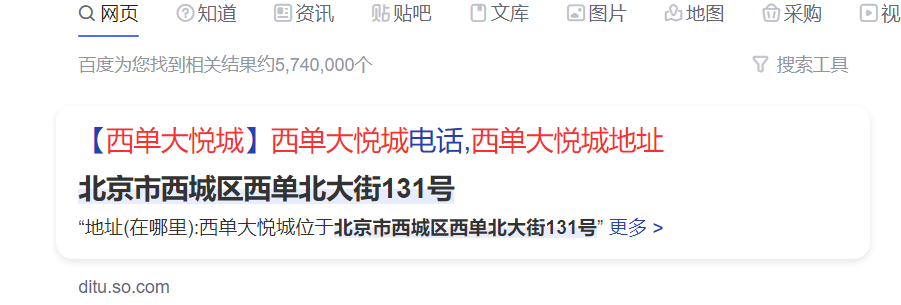 网页 知道 资讯 贴 贴吧 文库 图片 地图 采购 视
百度为您找到相关结果约5,740,000个 搜索工具
【西单大悦城】西单大悦城电话,西单大悦城地址
北京市西城区西单北大街131号
“地址(在哪里):西单大悦城位于北京市西城区西单北大街131号” 更多 >
ditu.so.com